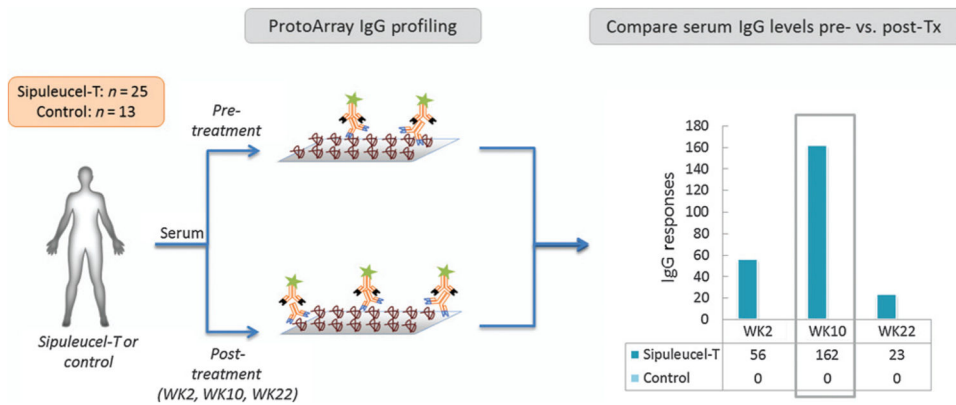 ProtoArray IgG profiling
Compare serum IgG levels pre- vs. post-Tx
Sipuleucel-T: n = 25
Control: n = 13
Pre-
treatment
Serum
Sipuleucel-T or
control
Post-
treatment
(WK2, WK10, WK22)
IgG responses
180
160
140
120
100
80
60
40
20
0
WK2 WK10 WK22
Sipuleucel-T 56 162 23
Control 0 0 0